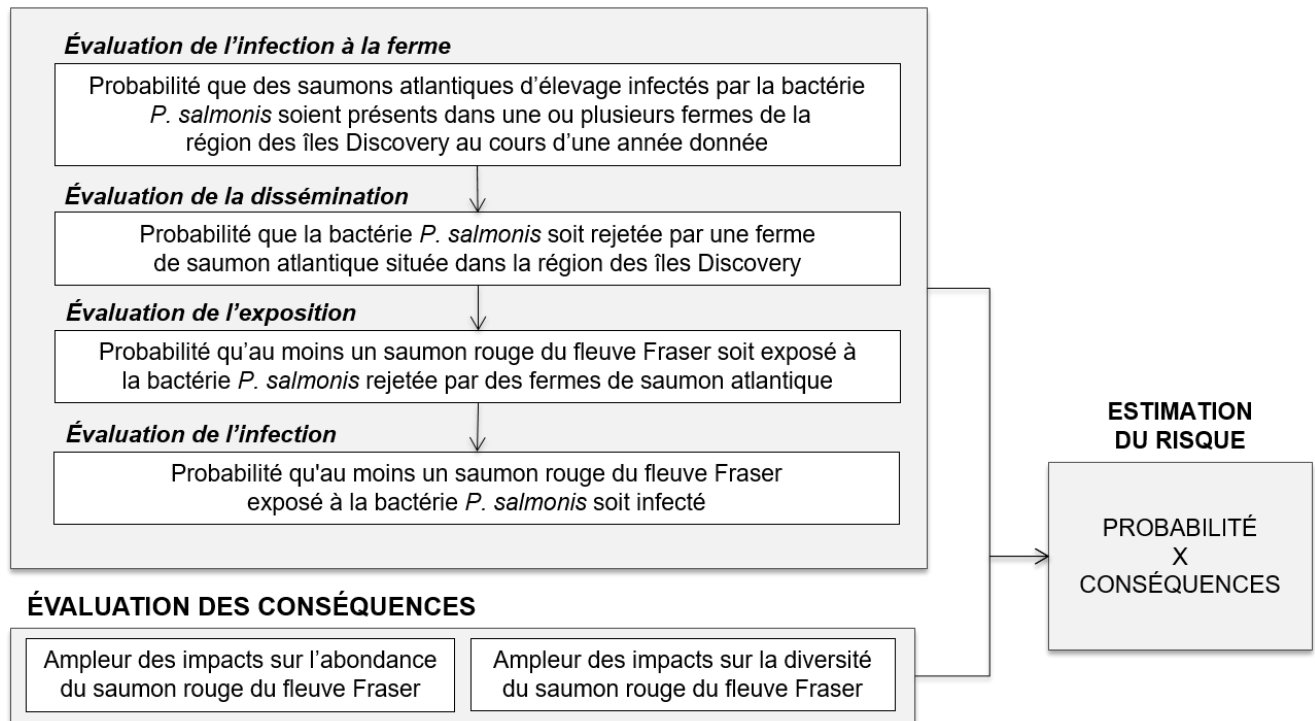 Évaluation de l’infection à la ferme
Probabilité que des saumons atlantiques d’élevage infectés par la bactérie
P. salmonis soient présents dans une ou plusieurs fermes de la
région des îles Discovery au cours d’une année donnée
Évaluation de la dissémination
Probabilité que la bactérie P. salmonis soit rejetée par une ferme
de saumon atlantique située dans la région des îles Discovery
Évaluation de l’exposition
Probabilité qu’au moins un saumon rouge du fleuve Fraser soit exposé à
la bactérie P. salmonis rejetée par des fermes de saumon atlantique
Évaluation de l’infection
Probabilité qu'au moins un saumon rouge du fleuve Fraser
exposé à la bactérie P. salmonis soit infecté
ÉVALUATION DES CONSÉQUENCES
Ampleur des impacts sur l’abondance
du saumon rouge du fleuve Fraser
Ampleur des impacts sur la diversité
du saumon rouge du fleuve Fraser
ESTIMATION
DU RISQUE
PROBABILITÉ
X
CONSÉQUENCES